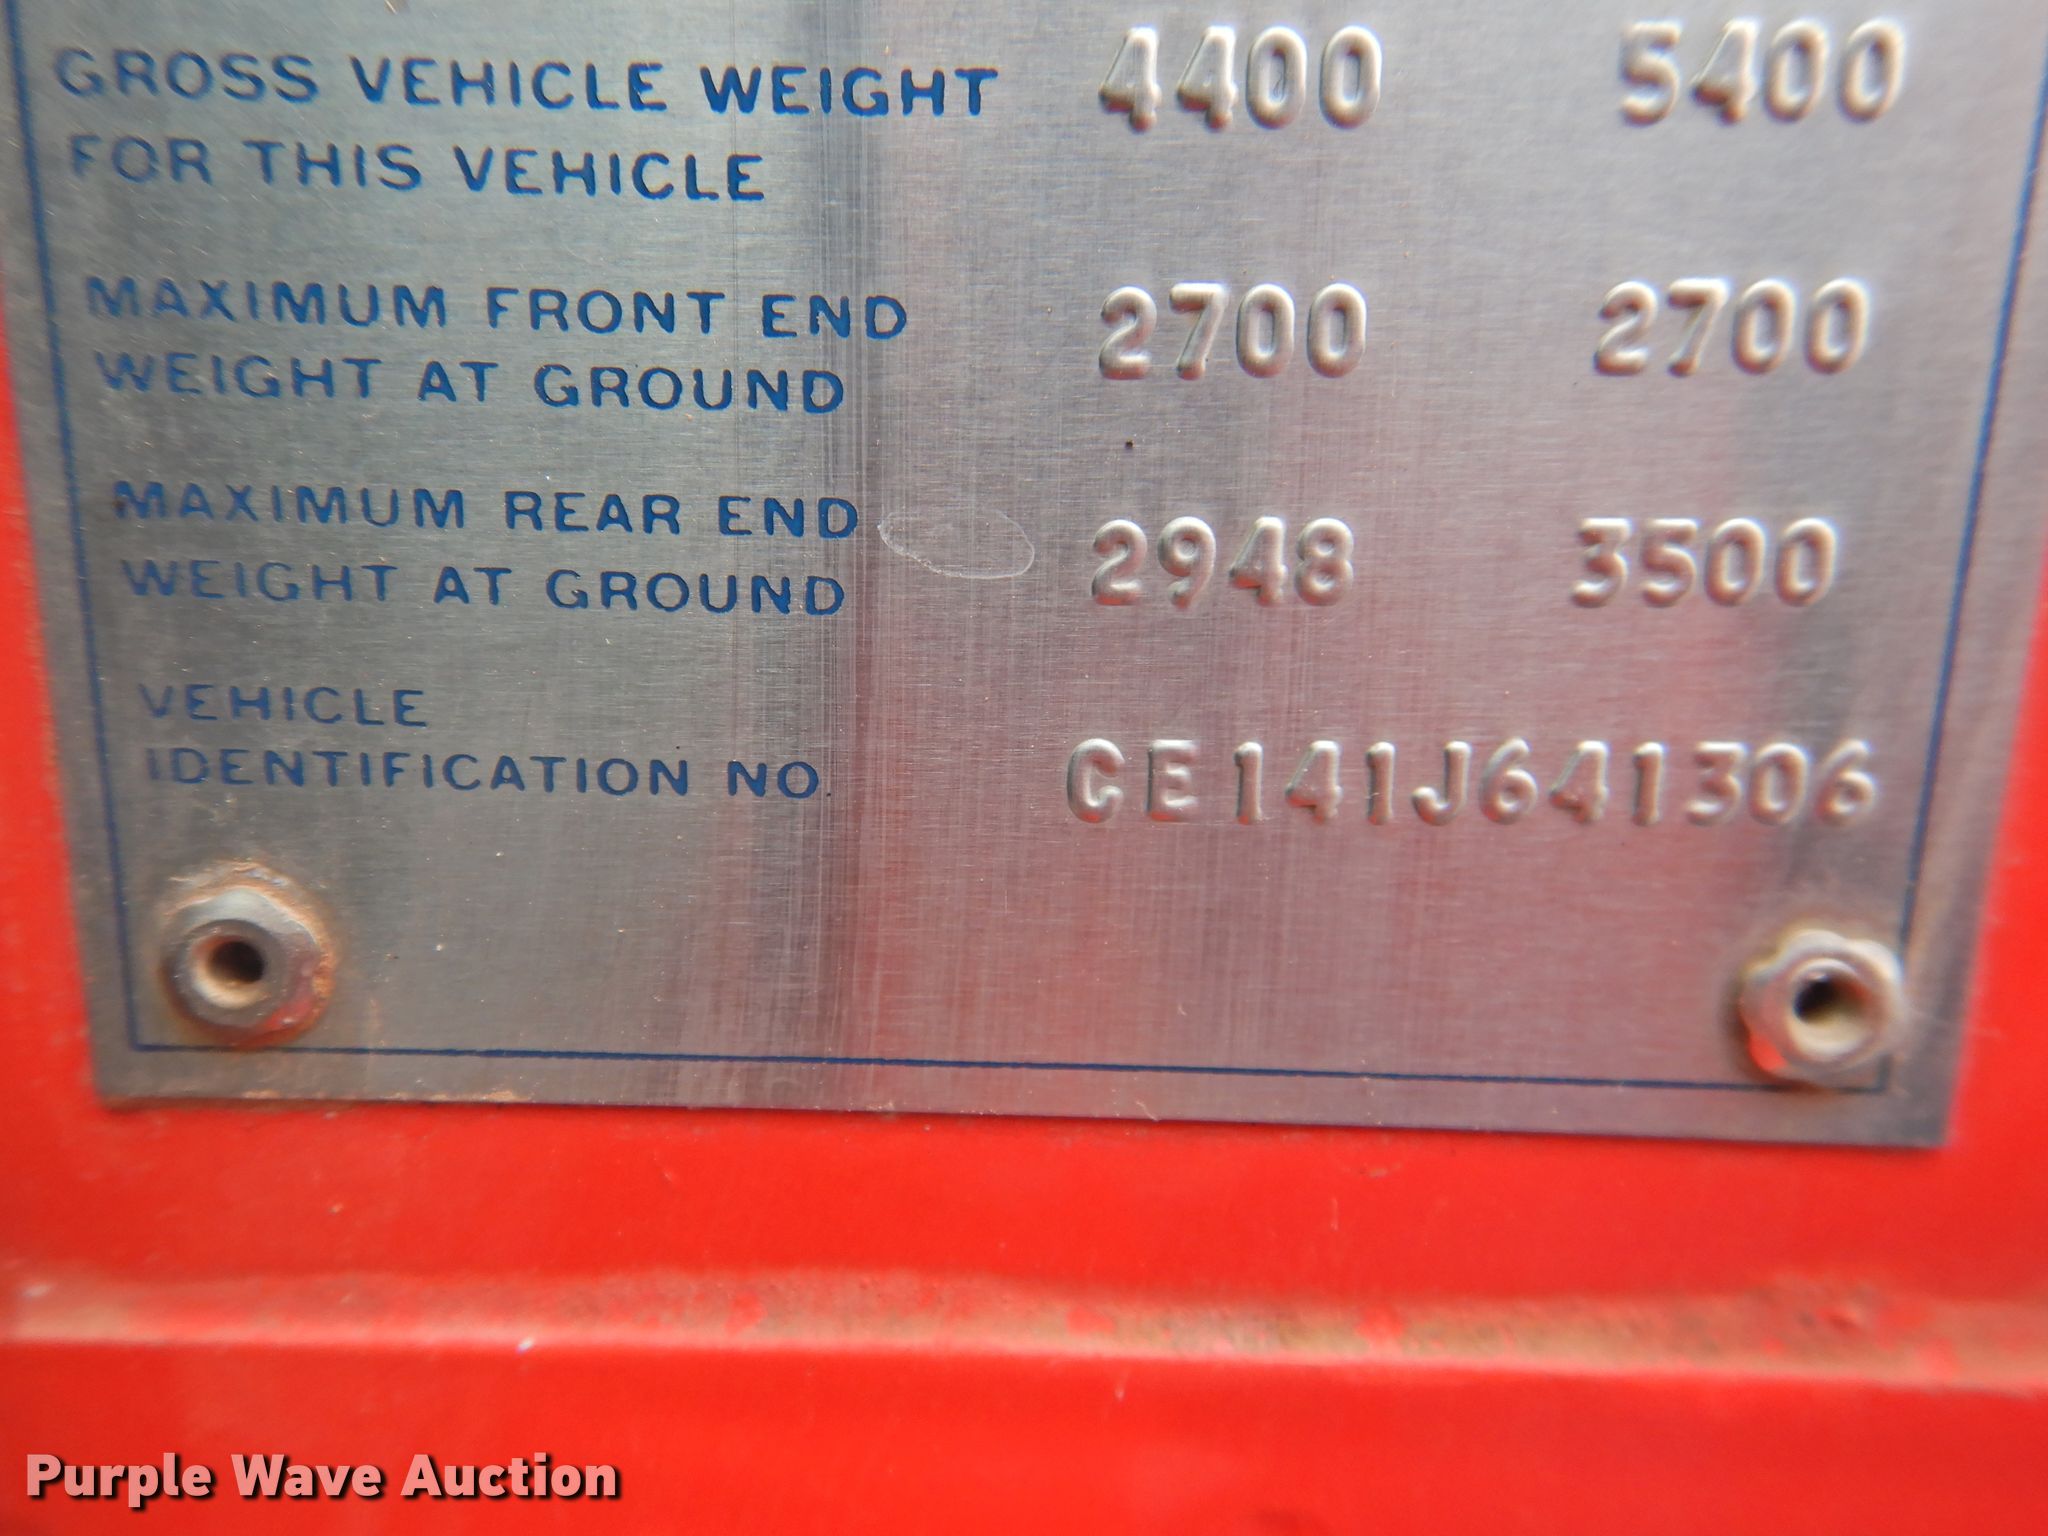 GROSS VEHICLE WEIGHT 4400 5400
FOR THIS VEHICLE
MAXIMUM FRONT END 2700 2700
WEIGHT AT GROUND
MAXIMUM REAR END 2948 3500
WEIGHT AT GROUND
VEHICLE
IDENTIFICATION NO. CE141J641306
Purple Wave Auction